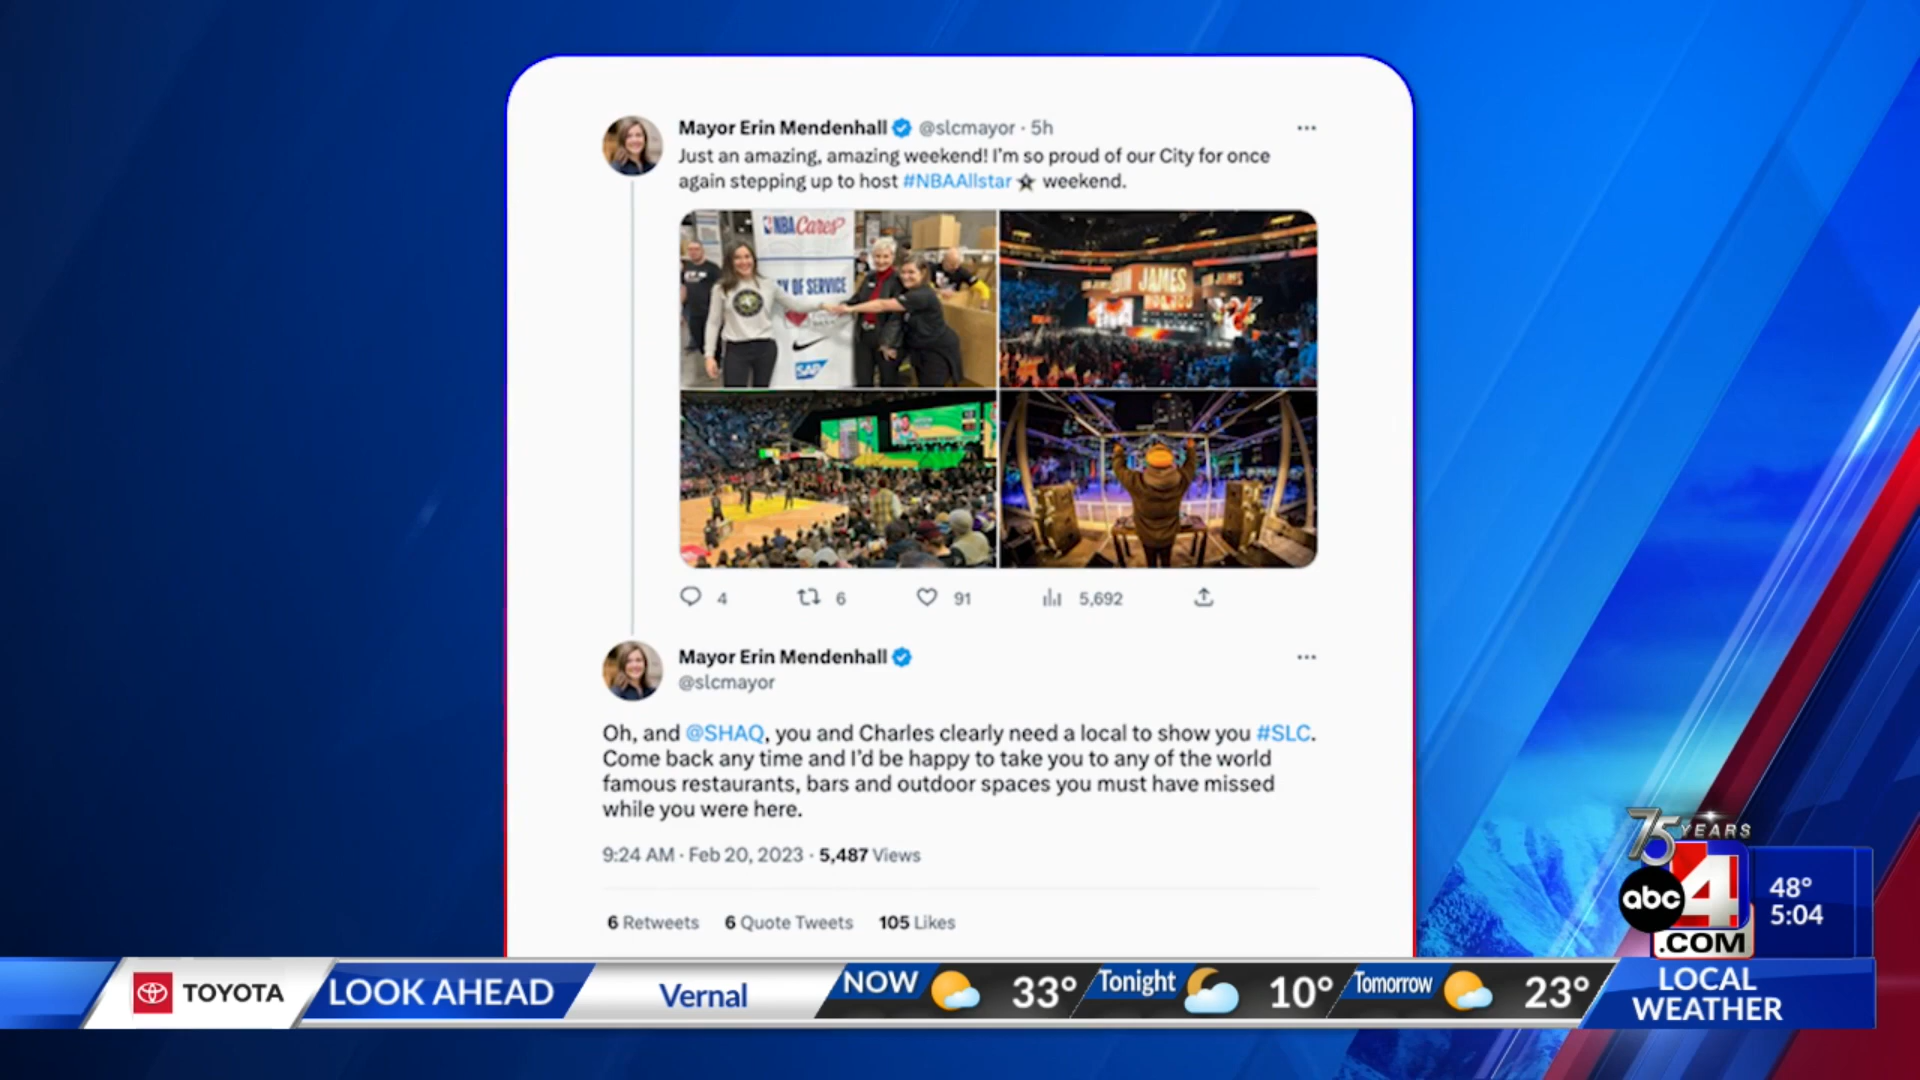 Mayor Erin Mendenhall @slcmayor · 5h
Just an amazing, amazing weekend! I'm so proud of our City for once
again stepping up to host #NBAAllstar weekend.
NBA Cares
OF SERVICE
SAP
JAMES
4 6 91 5,692
Mayor Erin Mendenhall
@slcmayor
Oh, and @SHAQ, you and Charles clearly need a local to show you #SLC.
Come back any time and I'd be happy to take you to any of the world
famous restaurants, bars and outdoor spaces you must have missed
while you were here.
9:24 AM · Feb 20, 2023 · 5,487 Views
6 Retweets 6 Quote Tweets 105 Likes
75 YEARS
abc 4
.COM
48°
5:04
TOYOTA
LOOK AHEAD
Vernal
NOW 33°
Tonight 10°
Tomorrow 23°
LOCAL
WEATHER